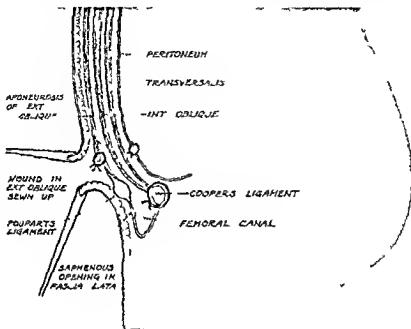 PERITONEUM
TRANSVERSALIS
APONEUROSIS
OF EXT
OBLIQU"
INT OBLIQUE
WOUND IN
EXT OBLIQUE
SEWN UP
COOPERS LIGAMENT
POUPARTS
LIGAMENT
FEMORAL CANAL
SAPHENOUS
OPENING IN
FASCIA LATA